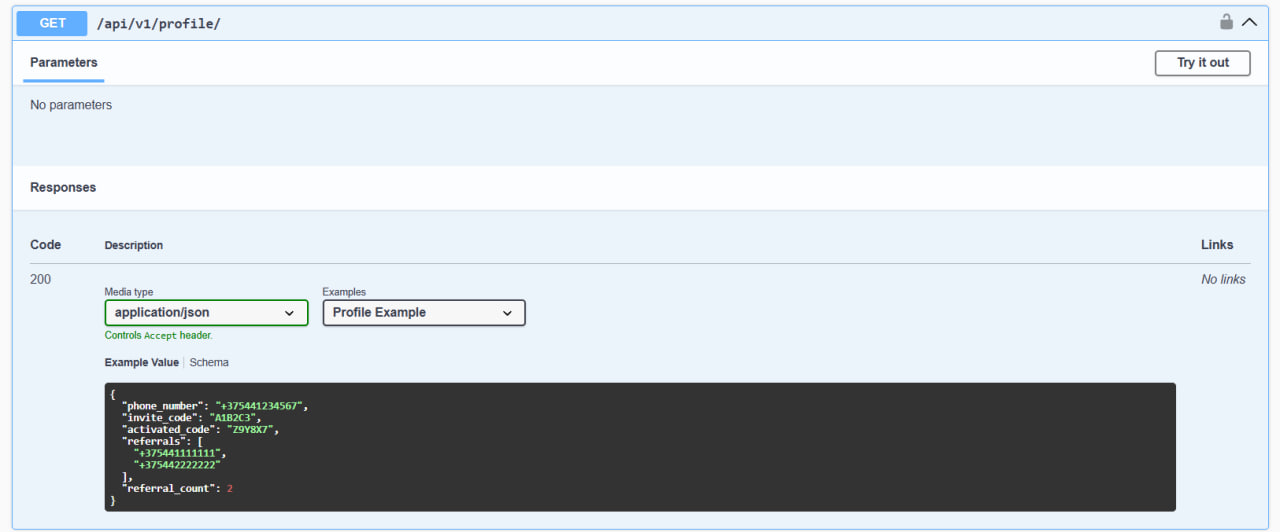 GET /api/v1/profile/
Parameters
Try it out
No parameters
Responses
Code Description Links
200 No links
Media type Examples
application/json Profile Example
Controls Accept header.
Example Value Schema
{
  "phone_number": "+375441234567",
  "invite_code": "A1B2C3",
  "activated_code": "Z9Y8X7",
  "referrals": [
    "+375441111111",
    "+375442222222"
  ],
  "referral_count": 2
}